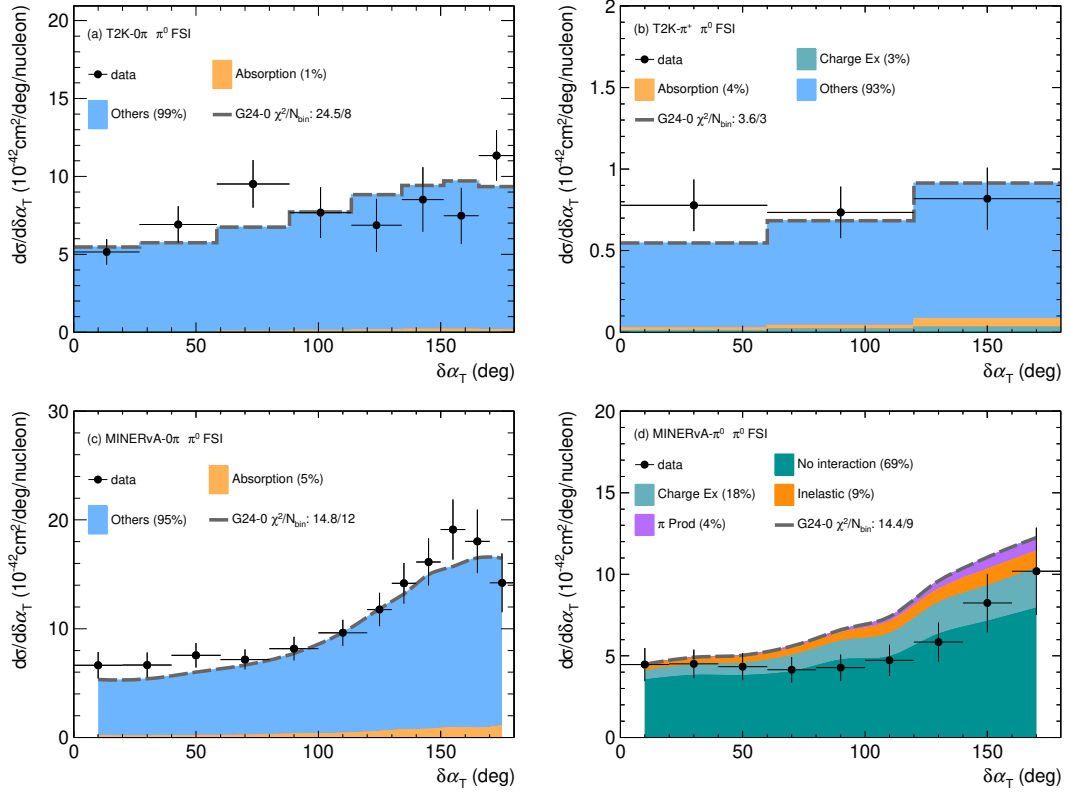 (a) T2K-0π π⁰ FSI
data
Absorption (1%)
Others (99%)
G24-0 χ²/N_bin: 24.5/8
dσ/dδα_T (10⁻⁴²cm²/deg/nucleon)
0 5 10 15 20
0 50 100 150
δα_T (deg)
(b) T2K-π⁺ π⁰ FSI
data
Charge Ex (3%)
Absorption (4%)
Others (93%)
G24-0 χ²/N_bin: 3.6/3
dσ/dδα_T (10⁻⁴²cm²/deg/nucleon)
0 0.5 1 1.5 2
0 50 100 150
δα_T (deg)
(c) MINERvA-0π π⁰ FSI
data
Absorption (5%)
Others (95%)
G24-0 χ²/N_bin: 14.8/12
dσ/dδα_T (10⁻⁴²cm²/deg/nucleon)
0 10 20 30
0 50 100 150
δα_T (deg)
(d) MINERvA-π⁰ π⁰ FSI
data
No interaction (69%)
Charge Ex (18%)
Inelastic (9%)
π Prod (4%)
G24-0 χ²/N_bin: 14.4/9
dσ/dδα_T (10⁻⁴²cm²/deg/nucleon)
0 5 10 15 20
0 50 100 150
δα_T (deg)